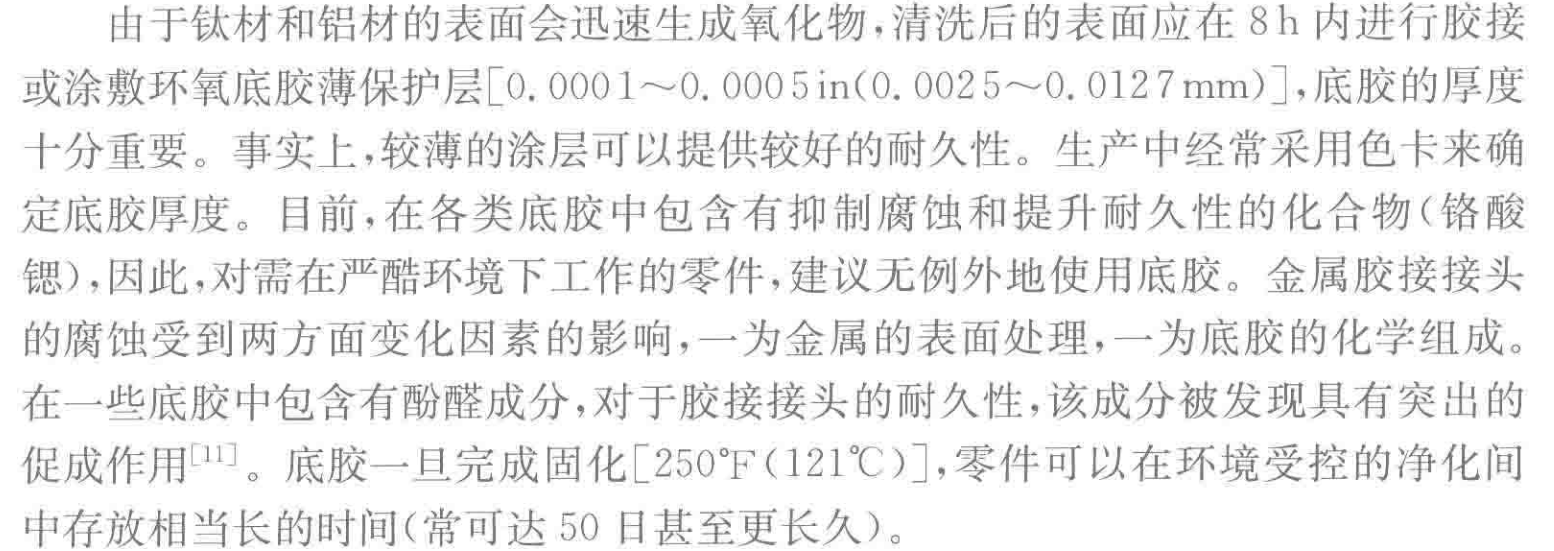 由于钛材和铝材的表面会迅速生成氧化物,清洗后的表面应在 8h 内进行胶接
或涂敷环氧底胶薄保护层[0.0001～0.0005in(0.0025～0.0127mm)],底胶的厚度
十分重要。事实上,较薄的涂层可以提供较好的耐久性。生产中经常采用色卡来确
定底胶厚度。目前,在各类底胶中包含有抑制腐蚀和提升耐久性的化合物(铬酸
锶),因此,对需在严酷环境下工作的零件,建议无例外地使用底胶。金属胶接接头
的腐蚀受到两方面变化因素的影响,一为金属的表面处理,一为底胶的化学组成。
在一些底胶中包含有酚醛成分,对于胶接接头的耐久性,该成分被发现具有突出的
促成作用[11]。底胶一旦完成固化[250℉(121℃)],零件可以在环境受控的净化间
中存放相当长的时间(常可达 50 日甚至更长久)。